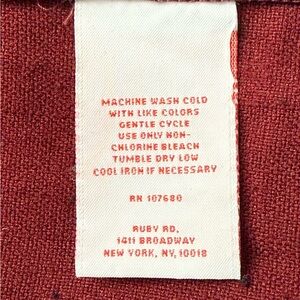 MACHINE WASH COLD
WITH LIKE COLORS
GENTLE CYCLE
USE ONLY NON-
CHLORINE BLEACH
TUMBLE DRY LOW
COOL IRON IF NECESSARY
RN 107680
RUBY RD.
1411 BROADWAY
NEW YORK, NY, 10018